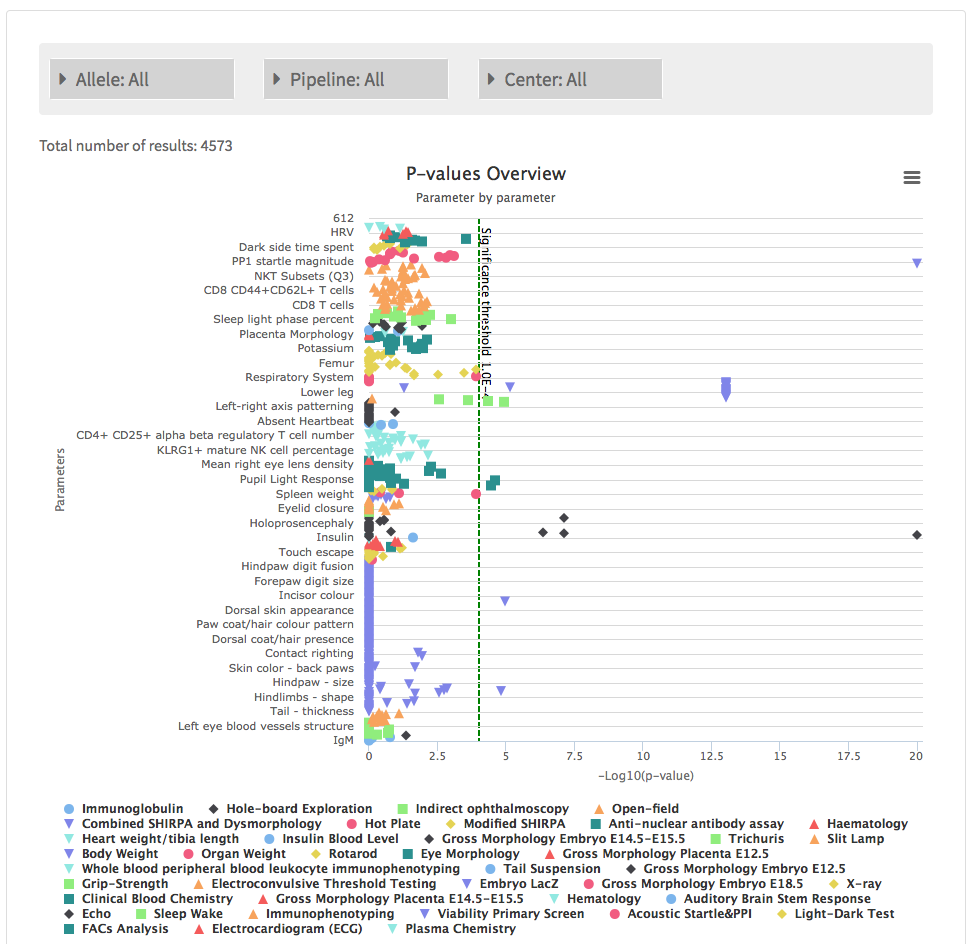 Allele: All Pipeline: All Center: All
Total number of results: 4573
P-values Overview
Parameter by parameter
612
HRV
Dark side time spent
PP1 startle magnitude
NKT Subsets (Q3)
CD8 CD44+CD62L+ T cells
CD8 T cells
Sleep light phase percent
Placenta Morphology
Potassium
Femur
Respiratory System
Lower leg
Left-right axis patterning
Absent Heartbeat
CD4+ CD25+ alpha beta regulatory T cell number
KLRG1+ mature NK cell percentage
Mean right eye lens density
Pupil Light Response
Spleen weight
Eyelid closure
Holoprosencephaly
Insulin
Touch escape
Hindpaw digit fusion
Forepaw digit size
Incisor colour
Dorsal skin appearance
Paw coat/hair colour pattern
Dorsal coat/hair presence
Contact righting
Skin color - back paws
Hindpaw - size
Hindlimbs - shape
Tail - thickness
Left eye blood vessels structure
IgM
Parameters
Significance threshold 1.0E-4
0 2.5 5 7.5 10 12.5 15 17.5 20
-Log10(p-value)
Immunoglobulin Hole-board Exploration Indirect ophthalmoscopy Open-field
Combined SHIRPA and Dysmorphology Hot Plate Modified SHIRPA Anti-nuclear antibody assay Haematology
Heart weight/tibia length Insulin Blood Level Gross Morphology Embryo E14.5-E15.5 Trichuris Slit Lamp
Body Weight Organ Weight Rotarod Eye Morphology Gross Morphology Placenta E12.5
Whole blood peripheral blood leukocyte immunophenotyping Tail Suspension Gross Morphology Embryo E12.5
Grip-Strength Electroconvulsive Threshold Testing Embryo LacZ Gross Morphology Embryo E18.5 X-ray
Clinical Blood Chemistry Gross Morphology Placenta E14.5-E15.5 Hematology Auditory Brain Stem Response
Echo Sleep Wake Immunophenotyping Viability Primary Screen Acoustic Startle&PPI Light-Dark Test
FACs Analysis Electrocardiogram (ECG) Plasma Chemistry